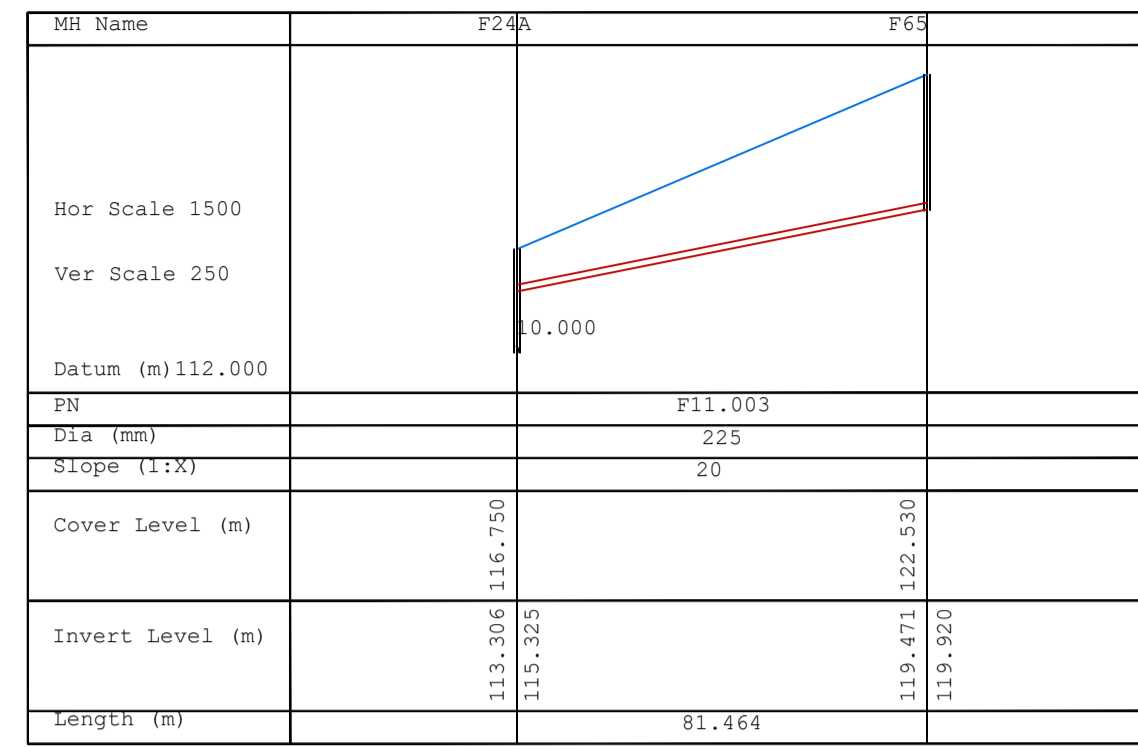 MH Name F24A F65
Hor Scale 1500
Ver Scale 250
10.000
Datum (m)112.000
PN F11.003
Dia (mm) 225
Slope (1:X) 20
Cover Level (m) 116.750 122.530
Invert Level (m) 113.306 115.325 119.471 119.920
Length (m) 81.464